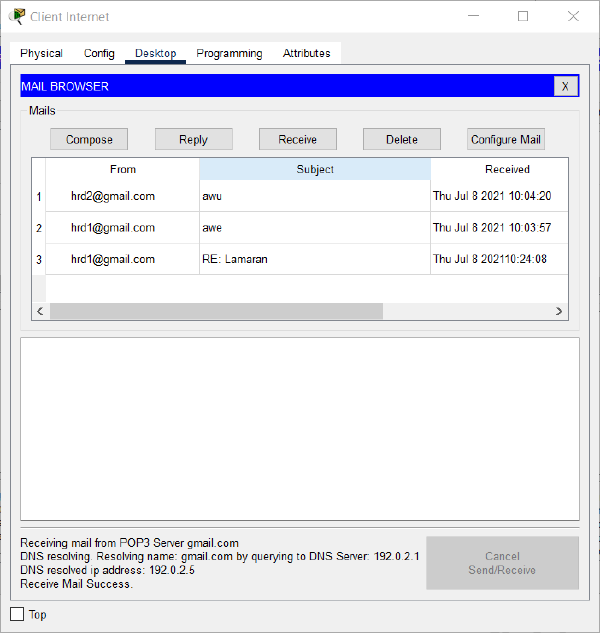 Client Internet
Physical Config Desktop Programming Attributes
MAIL BROWSER X
Mails
Compose Reply Receive Delete Configure Mail
From Subject Received
1 hrd2@gmail.com awu Thu Jul 8 2021 10:04:20
2 hrd1@gmail.com awe Thu Jul 8 2021 10:03:57
3 hrd1@gmail.com RE: Lamaran Thu Jul 8 202110:24:08
Receiving mail from POP3 Server gmail.com
DNS resolving. Resolving name: gmail.com by querying to DNS Server: 192.0.2.1
DNS resolved ip address: 192.0.2.5
Receive Mail Success.
Cancel
Send/Receive
Top